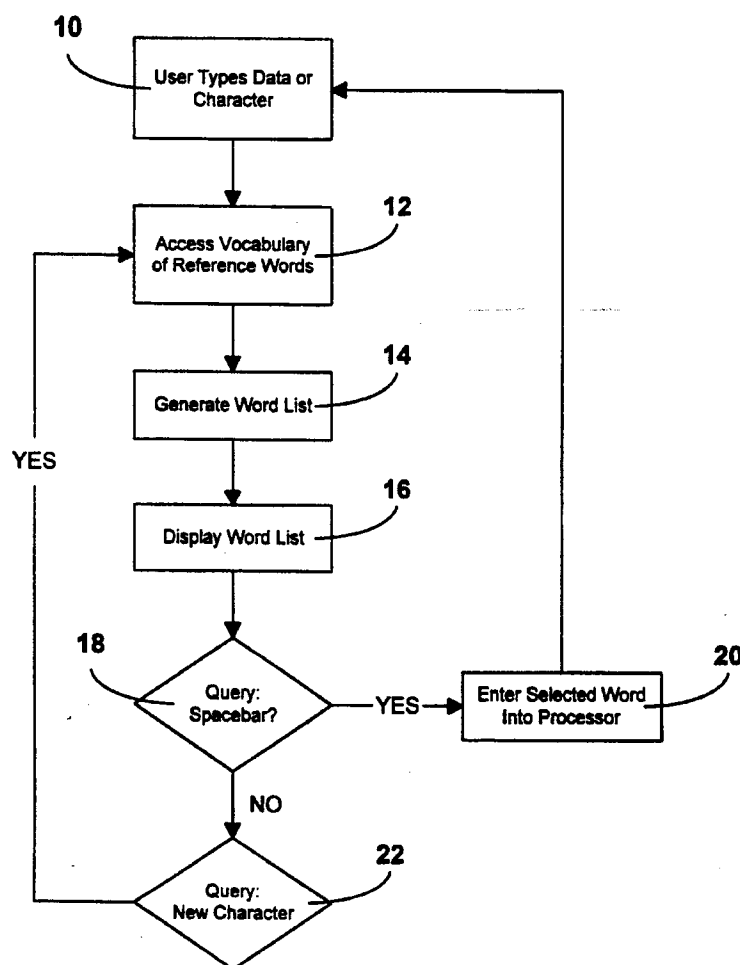 10
User Types Data or
Character
12
Access Vocabulary
of Reference Words
14
Generate Word List
YES
16
Display Word List
18
Query:
Spacebar?
YES
20
Enter Selected Word
Into Processor
NO
22
Query:
New Character